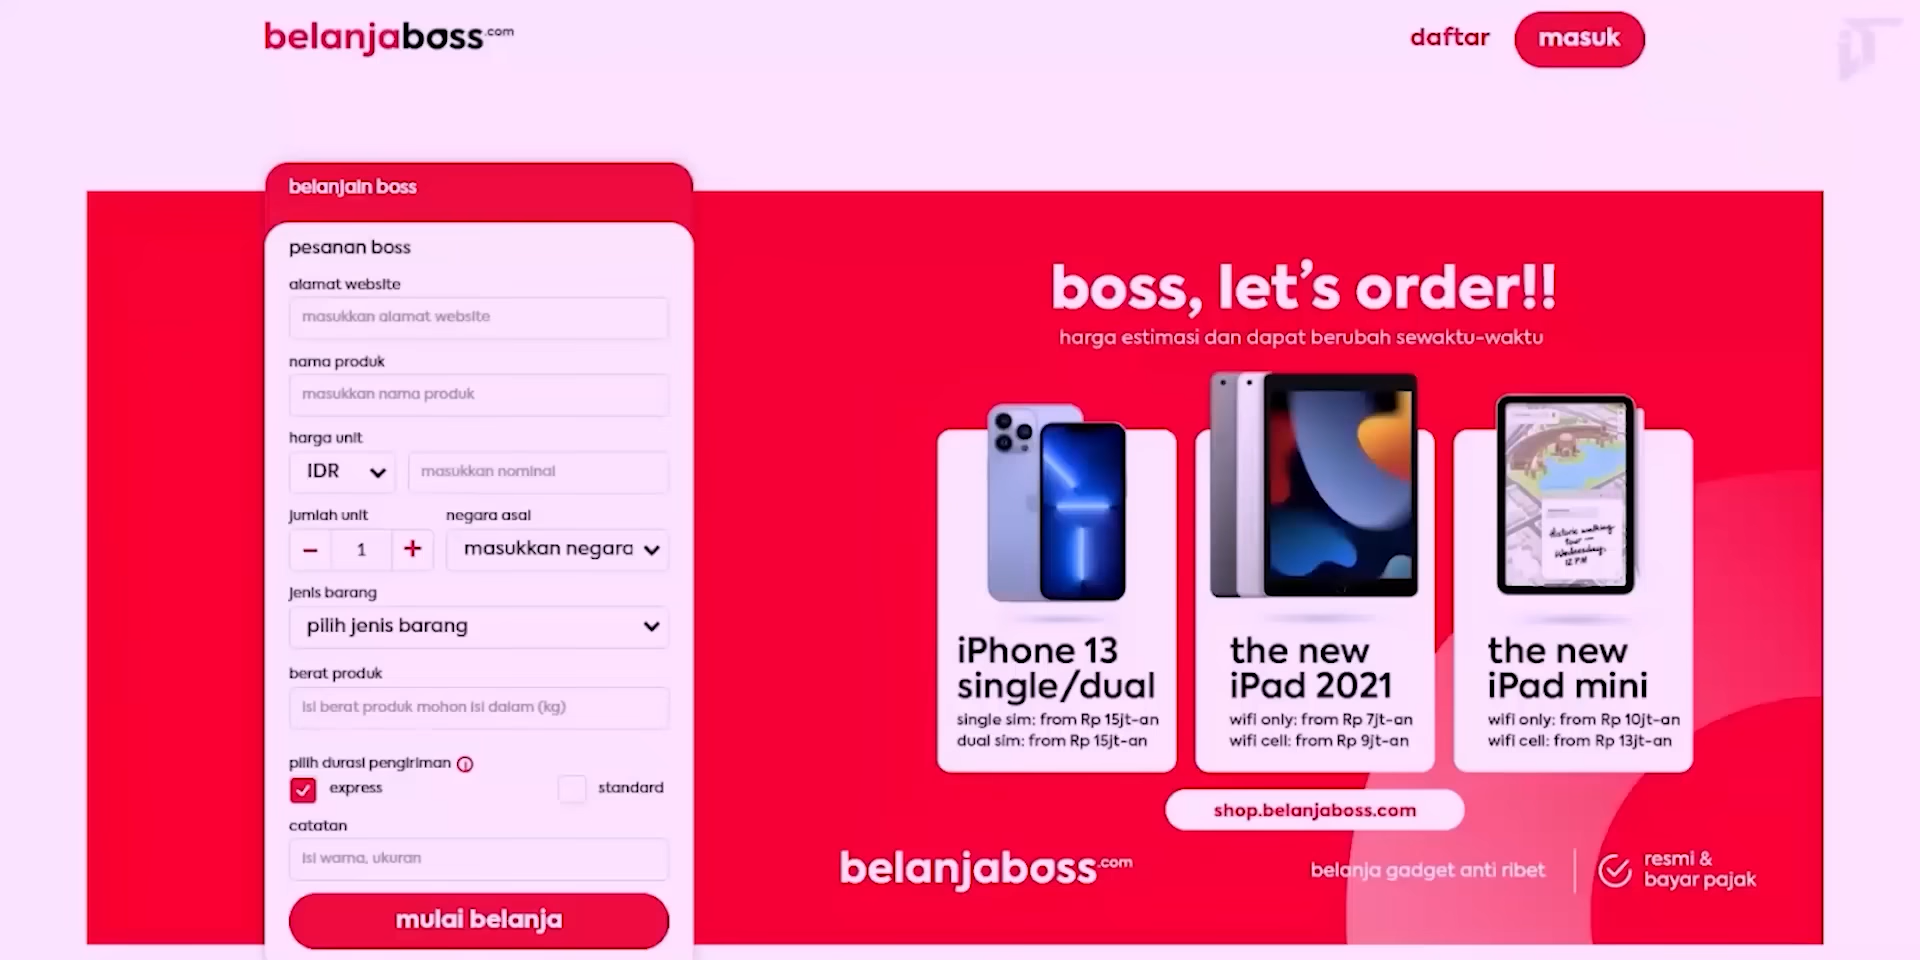 belanjaboss.com
daftar
masuk
belanjain boss
pesanan boss
alamat website
masukkan alamat website
nama produk
masukkan nama produk
harga unit
IDR
masukkan nominal
jumlah unit
negara asal
1
masukkan negara
jenis barang
pilih jenis barang
berat produk
isi berat produk mohon isi dalam (kg)
pilih durasi pengiriman
express
standard
catatan
isi warna, ukuran
mulai belanja
boss, let's order!!
harga estimasi dan dapat berubah sewaktu-waktu
Historic walking
tour —
Wednesday,
12 PM
iPhone 13
single/dual
single sim: from Rp 15jt-an
dual sim: from Rp 15jt-an
the new
iPad 2021
wifi only: from Rp 7jt-an
wifi cell: from Rp 9jt-an
the new
iPad mini
wifi only: from Rp 10jt-an
wifi cell: from Rp 13jt-an
shop.belanjaboss.com
belanjaboss.com
belanja gadget anti ribet
resmi &
bayar pajak